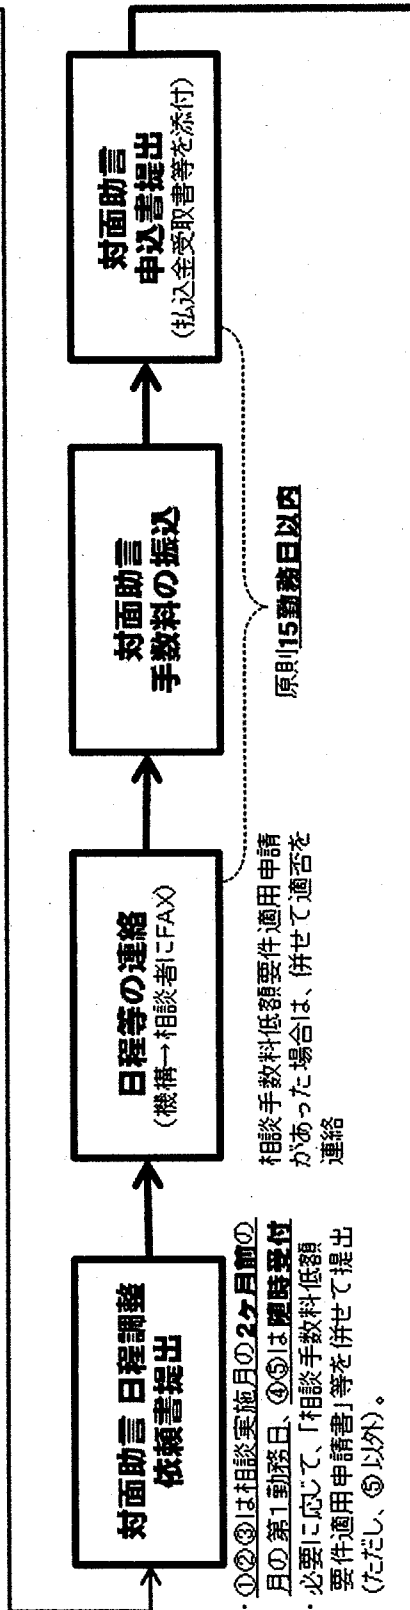 対面助言 日程調整
依頼書提出
・①②③は相談実施月の2ケ月前の
月の第1勤務日、④⑤は随時受付
・必要に応じて、「相談手数料低額
要件適用申請書」等を併せて提出
(ただし、⑤以外)。
日程等の連絡
(機構→相談者にFAX)
相談手数料低額要件適用申請
があった場合は、併せて適否を
連絡
対面助言
手数料の振込
原則15勤務日以内
対面助言
申込書提出
(払込金受取書等を添付)